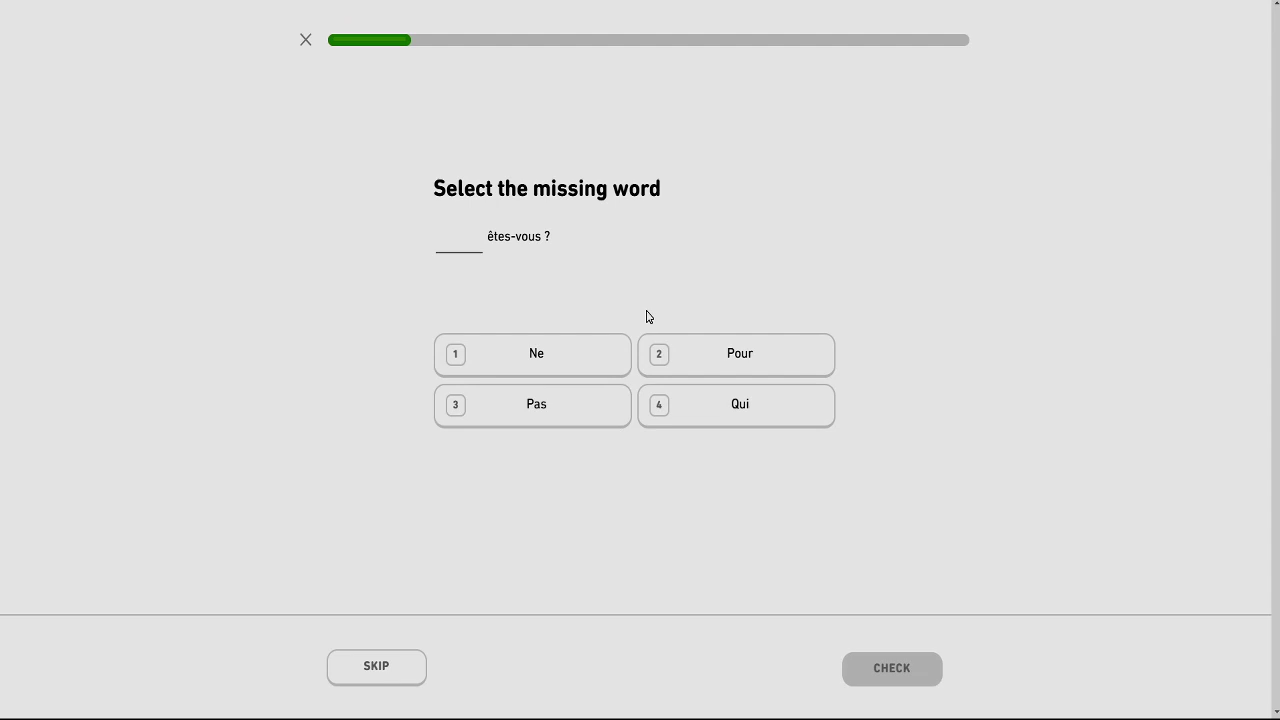 Select the missing word
êtes-vous ?
1 Ne
2 Pour
3 Pas
4 Qui
SKIP
CHECK